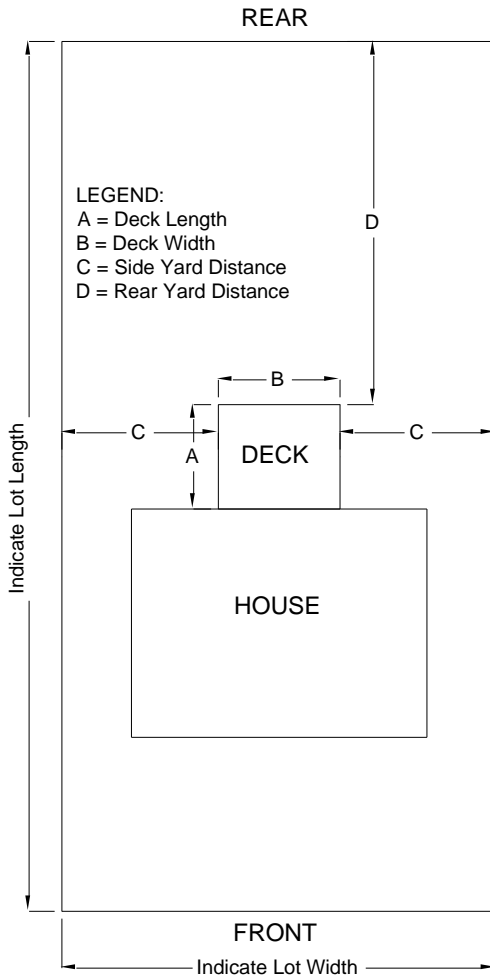 REAR
LEGEND:
A = Deck Length
B = Deck Width
C = Side Yard Distance
D = Rear Yard Distance
D
B
C
A
C
DECK
Indicate Lot Length
HOUSE
FRONT
Indicate Lot Width